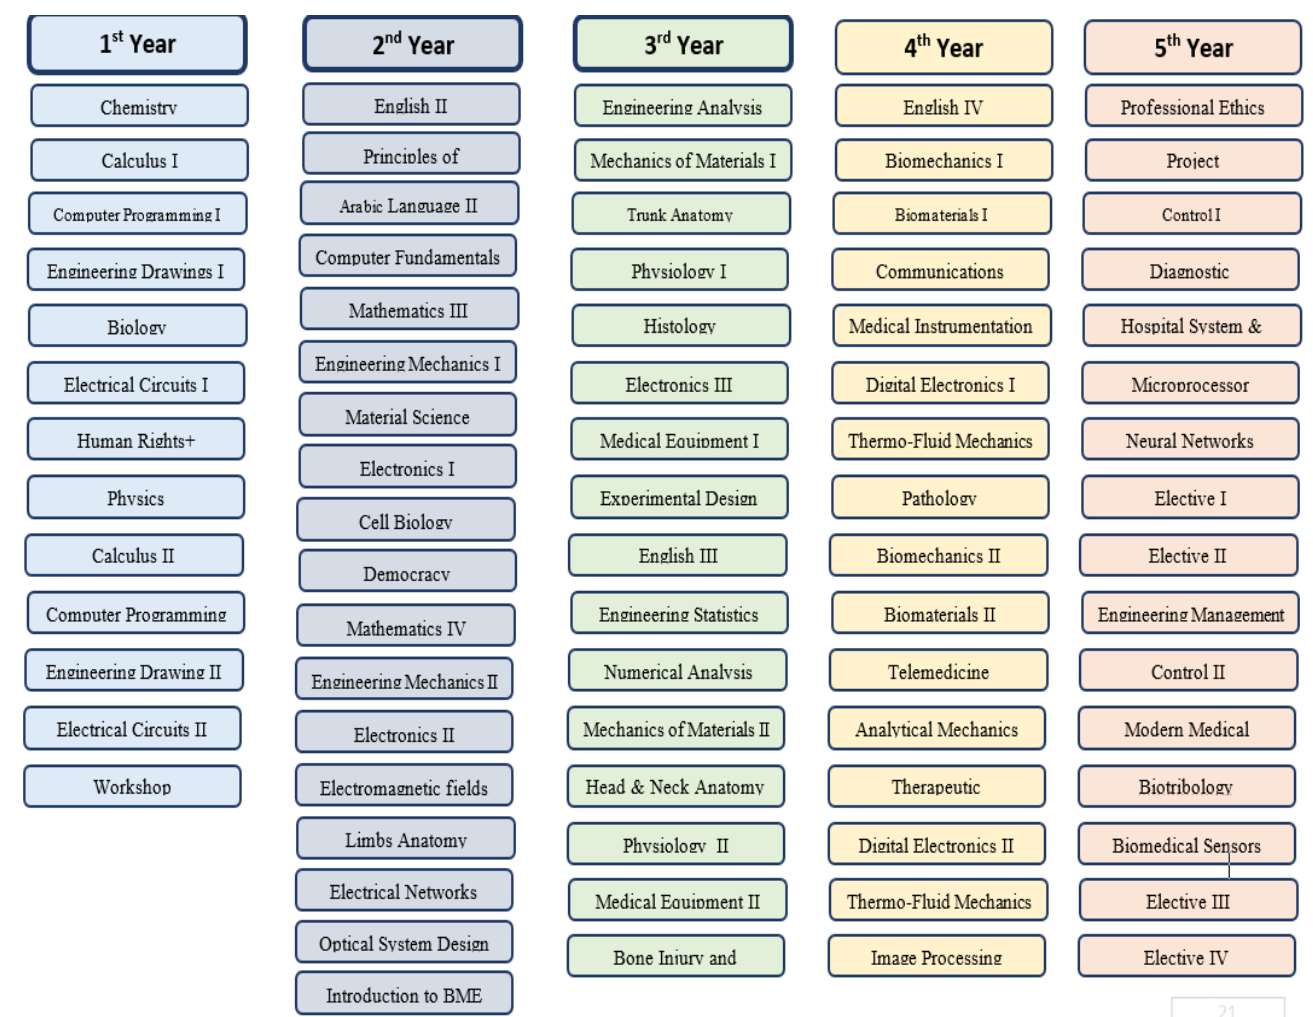 1st Year
Chemistry
Calculus I
Computer Programming I
Engineering Drawings I
Biology
Electrical Circuits I
Human Rights+
Physics
Calculus II
Computer Programming
Engineering Drawing II
Electrical Circuits II
Workshop
2nd Year
English II
Principles of
Arabic Language II
Computer Fundamentals
Mathematics III
Engineering Mechanics I
Material Science
Electronics I
Cell Biology
Democracy
Mathematics IV
Engineering Mechanics II
Electronics II
Electromagnetic fields
Limbs Anatomy
Electrical Networks
Optical System Design
Introduction to BME
3rd Year
Engineering Analysis
Mechanics of Materials I
Trunk Anatomy
Physiology I
Histology
Electronics III
Medical Equipment I
Experimental Design
English III
Engineering Statistics
Numerical Analysis
Mechanics of Materials II
Head & Neck Anatomy
Physiology II
Medical Equipment II
Bone Injury and
4th Year
English IV
Biomechanics I
Biomaterials I
Communications
Medical Instrumentation
Digital Electronics I
Thermo-Fluid Mechanics
Pathology
Biomechanics II
Biomaterials II
Telemedicine
Analytical Mechanics
Therapeutic
Digital Electronics II
Thermo-Fluid Mechanics
Image Processing
5th Year
Professional Ethics
Project
Control I
Diagnostic
Hospital System &
Microprocessor
Neural Networks
Elective I
Elective II
Engineering Management
Control II
Modern Medical
Biotribology
Biomedical Sensors
Elective III
Elective IV
21